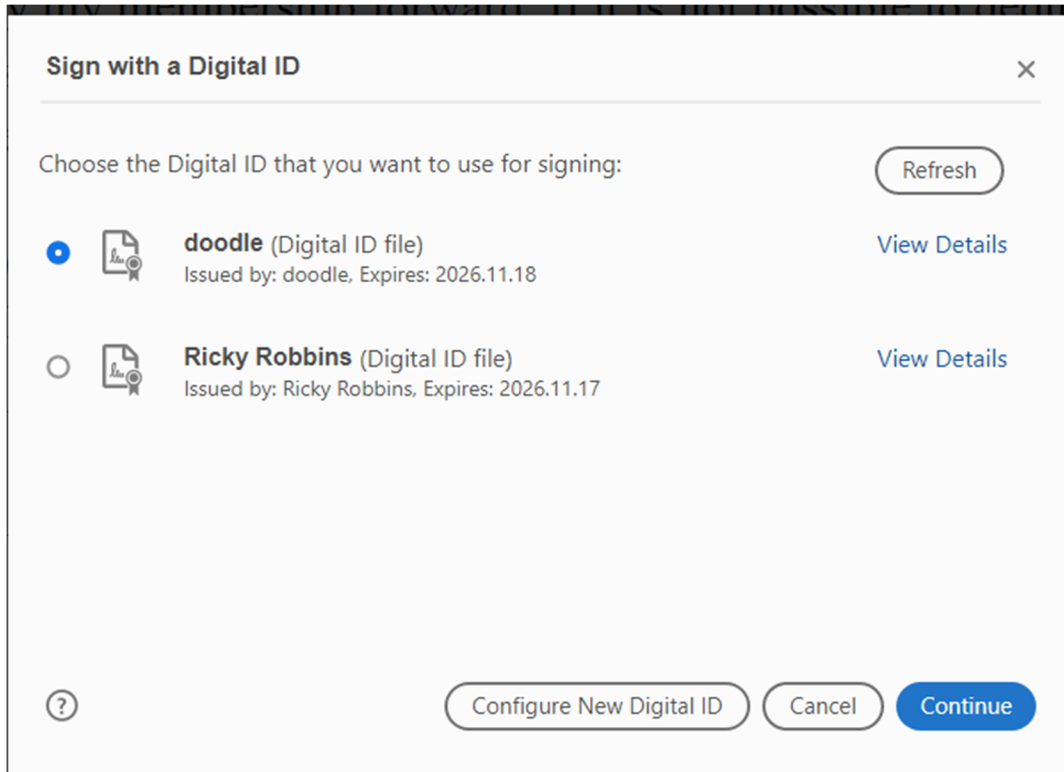 Sign with a Digital ID
Choose the Digital ID that you want to use for signing:
Refresh
doodle (Digital ID file)
View Details
Issued by: doodle, Expires: 2026.11.18
Ricky Robbins (Digital ID file)
View Details
Issued by: Ricky Robbins, Expires: 2026.11.17
?
Configure New Digital ID
Cancel
Continue